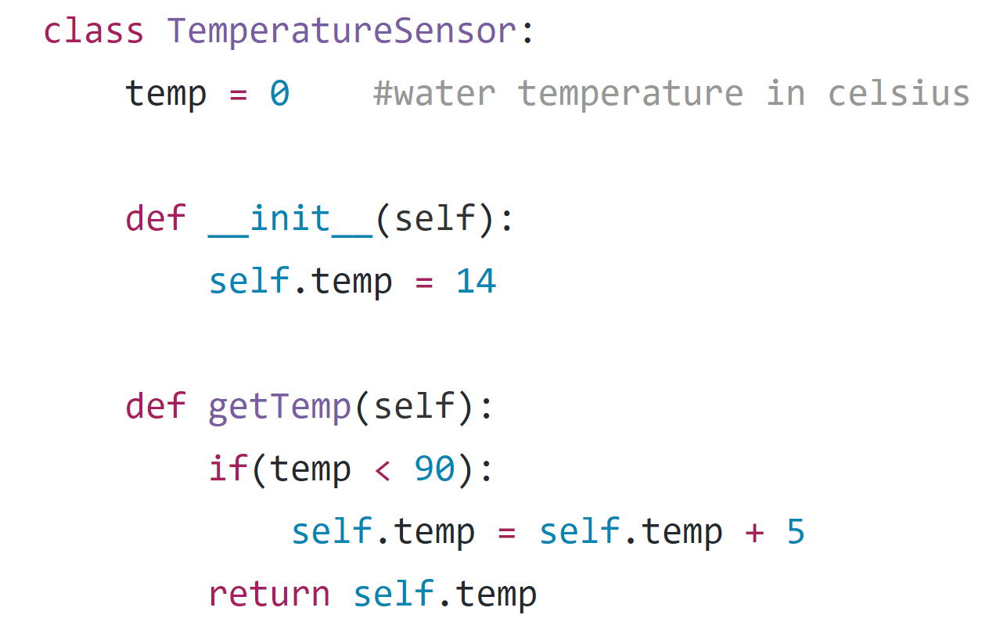 class TemperatureSensor:
    temp = 0    #water temperature in celsius
    def __init__(self):
        self.temp = 14
    def getTemp(self):
        if(temp < 90):
            self.temp = self.temp + 5
        return self.temp